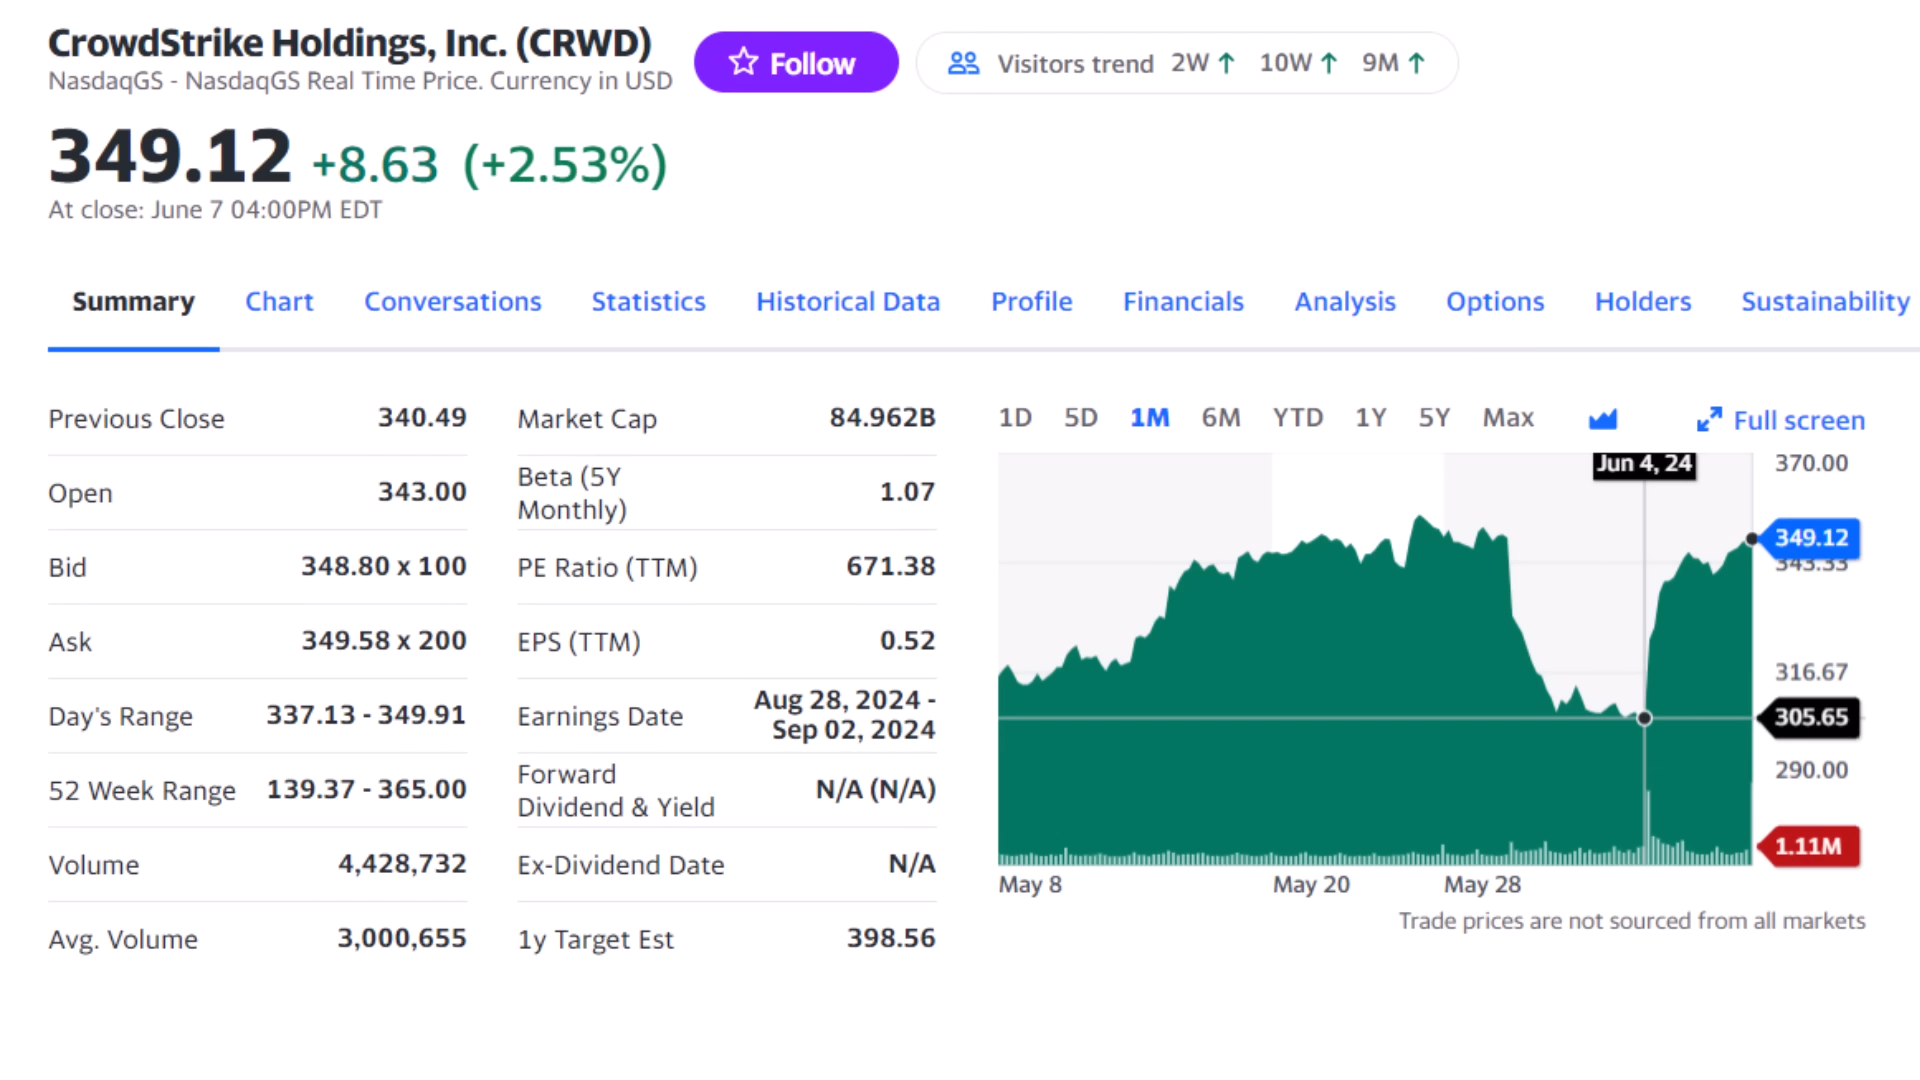 CrowdStrike Holdings, Inc. (CRWD)
NasdaqGS - NasdaqGS Real Time Price. Currency in USD
Follow
Visitors trend 2W 10W 9M
349.12 +8.63 (+2.53%)
At close: June 7 04:00PM EDT
Summary Chart Conversations Statistics Historical Data Profile Financials Analysis Options Holders Sustainability
Previous Close 340.49
Open 343.00
Bid 348.80 x 100
Ask 349.58 x 200
Day's Range 337.13 - 349.91
52 Week Range 139.37 - 365.00
Volume 4,428,732
Avg. Volume 3,000,655
Market Cap 84.962B
Beta (5Y
Monthly) 1.07
PE Ratio (TTM) 671.38
EPS (TTM) 0.52
Earnings Date Aug 28, 2024 -
Sep 02, 2024
Forward
Dividend & Yield N/A (N/A)
Ex-Dividend Date N/A
1y Target Est 398.56
1D 5D 1M 6M YTD 1Y 5Y Max Full screen
Jun 4, 24
370.00
349.12
343.33
316.67
305.65
290.00
1.11M
May 8 May 20 May 28
Trade prices are not sourced from all markets